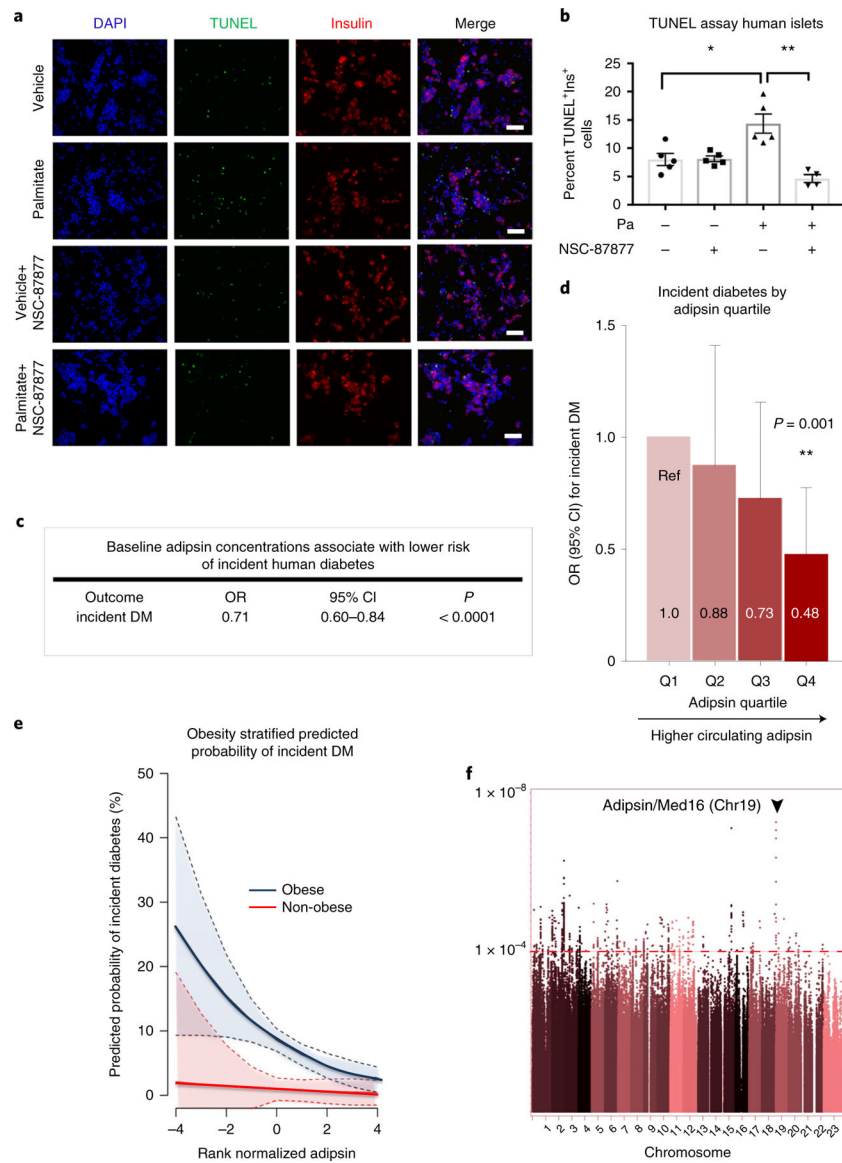 a
DAPI TUNEL Insulin Merge
Vehicle
Palmitate
Vehicle+
NSC-87877
Palmitate+
NSC-87877
b
TUNEL assay human islets
* **
Percent TUNEL+Ins+
cells
25
20
15
10
5
0
Pa – – + +
NSC-87877 – + – +
c
Baseline adipsin concentrations associate with lower risk
of incident human diabetes
Outcome OR 95% CI P
incident DM 0.71 0.60–0.84 < 0.0001
d
Incident diabetes by
adipsin quartile
OR (95% CI) for incident DM
1.5
1.0
0.5
0
P = 0.001
**
Ref
1.0 0.88 0.73 0.48
Q1 Q2 Q3 Q4
Adipsin quartile
Higher circulating adipsin
e
Obesity stratified predicted
probability of incident DM
Predicted probability of incident diabetes (%)
50
40
30
20
10
0
Obese
Non-obese
–4 –2 0 2 4
Rank normalized adipsin
f
1 × 10–8
Adipsin/Med16 (Chr19)
1 × 10–4
1 2 3 4 5 6 7 8 9 10 11 12 13 14 15 16 17 18 19 20 21 22 23
Chromosome